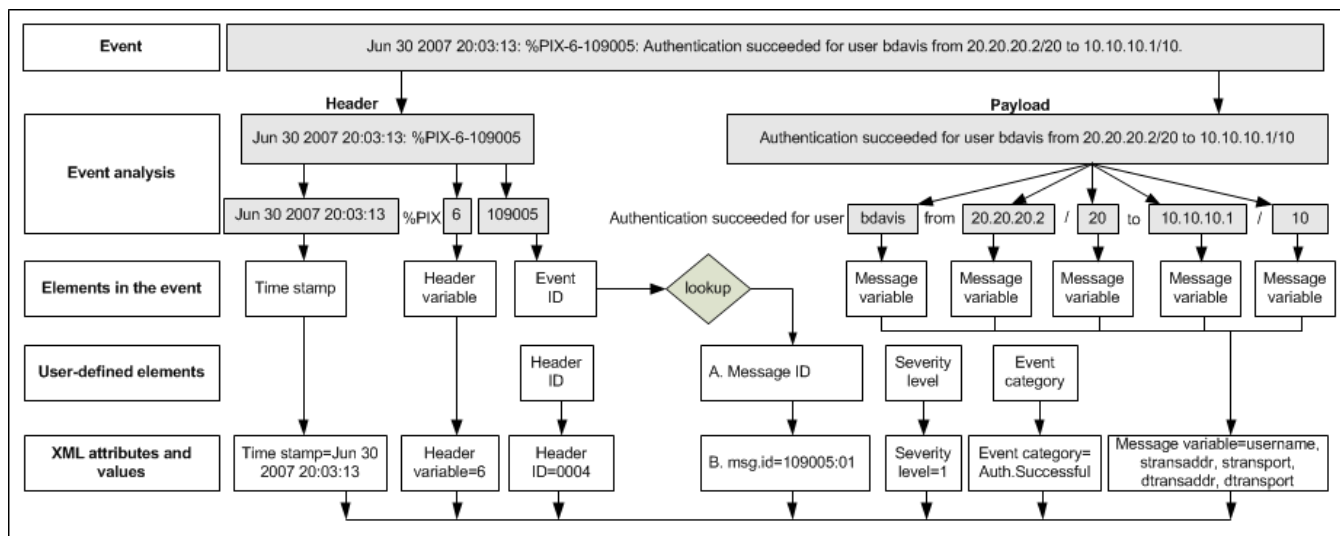 Event
Jun 30 2007 20:03:13: %PIX-6-109005: Authentication succeeded for user bdavis from 20.20.20.2/20 to 10.10.10.1/10.
Header
Payload
Event analysis
Jun 30 2007 20:03:13: %PIX-6-109005
Authentication succeeded for user bdavis from 20.20.20.2/20 to 10.10.10.1/10
Jun 30 2007 20:03:13 %PIX 6 109005
Authentication succeeded for user bdavis from 20.20.20.2 / 20 to 10.10.10.1 / 10
Elements in the event
Time stamp
Header
variable
Event
ID
lookup
Message
variable
Message
variable
Message
variable
Message
variable
Message
variable
User-defined elements
Header
ID
A. Message ID
Severity
level
Event
category
XML attributes and
values
Time stamp=Jun 30
2007 20:03:13
Header
variable=6
Header
ID=0004
B. msg.id=109005:01
Severity
level=1
Event category=
Auth.Successful
Message variable=username,
stransaddr, stransport,
dtransaddr, dtransport